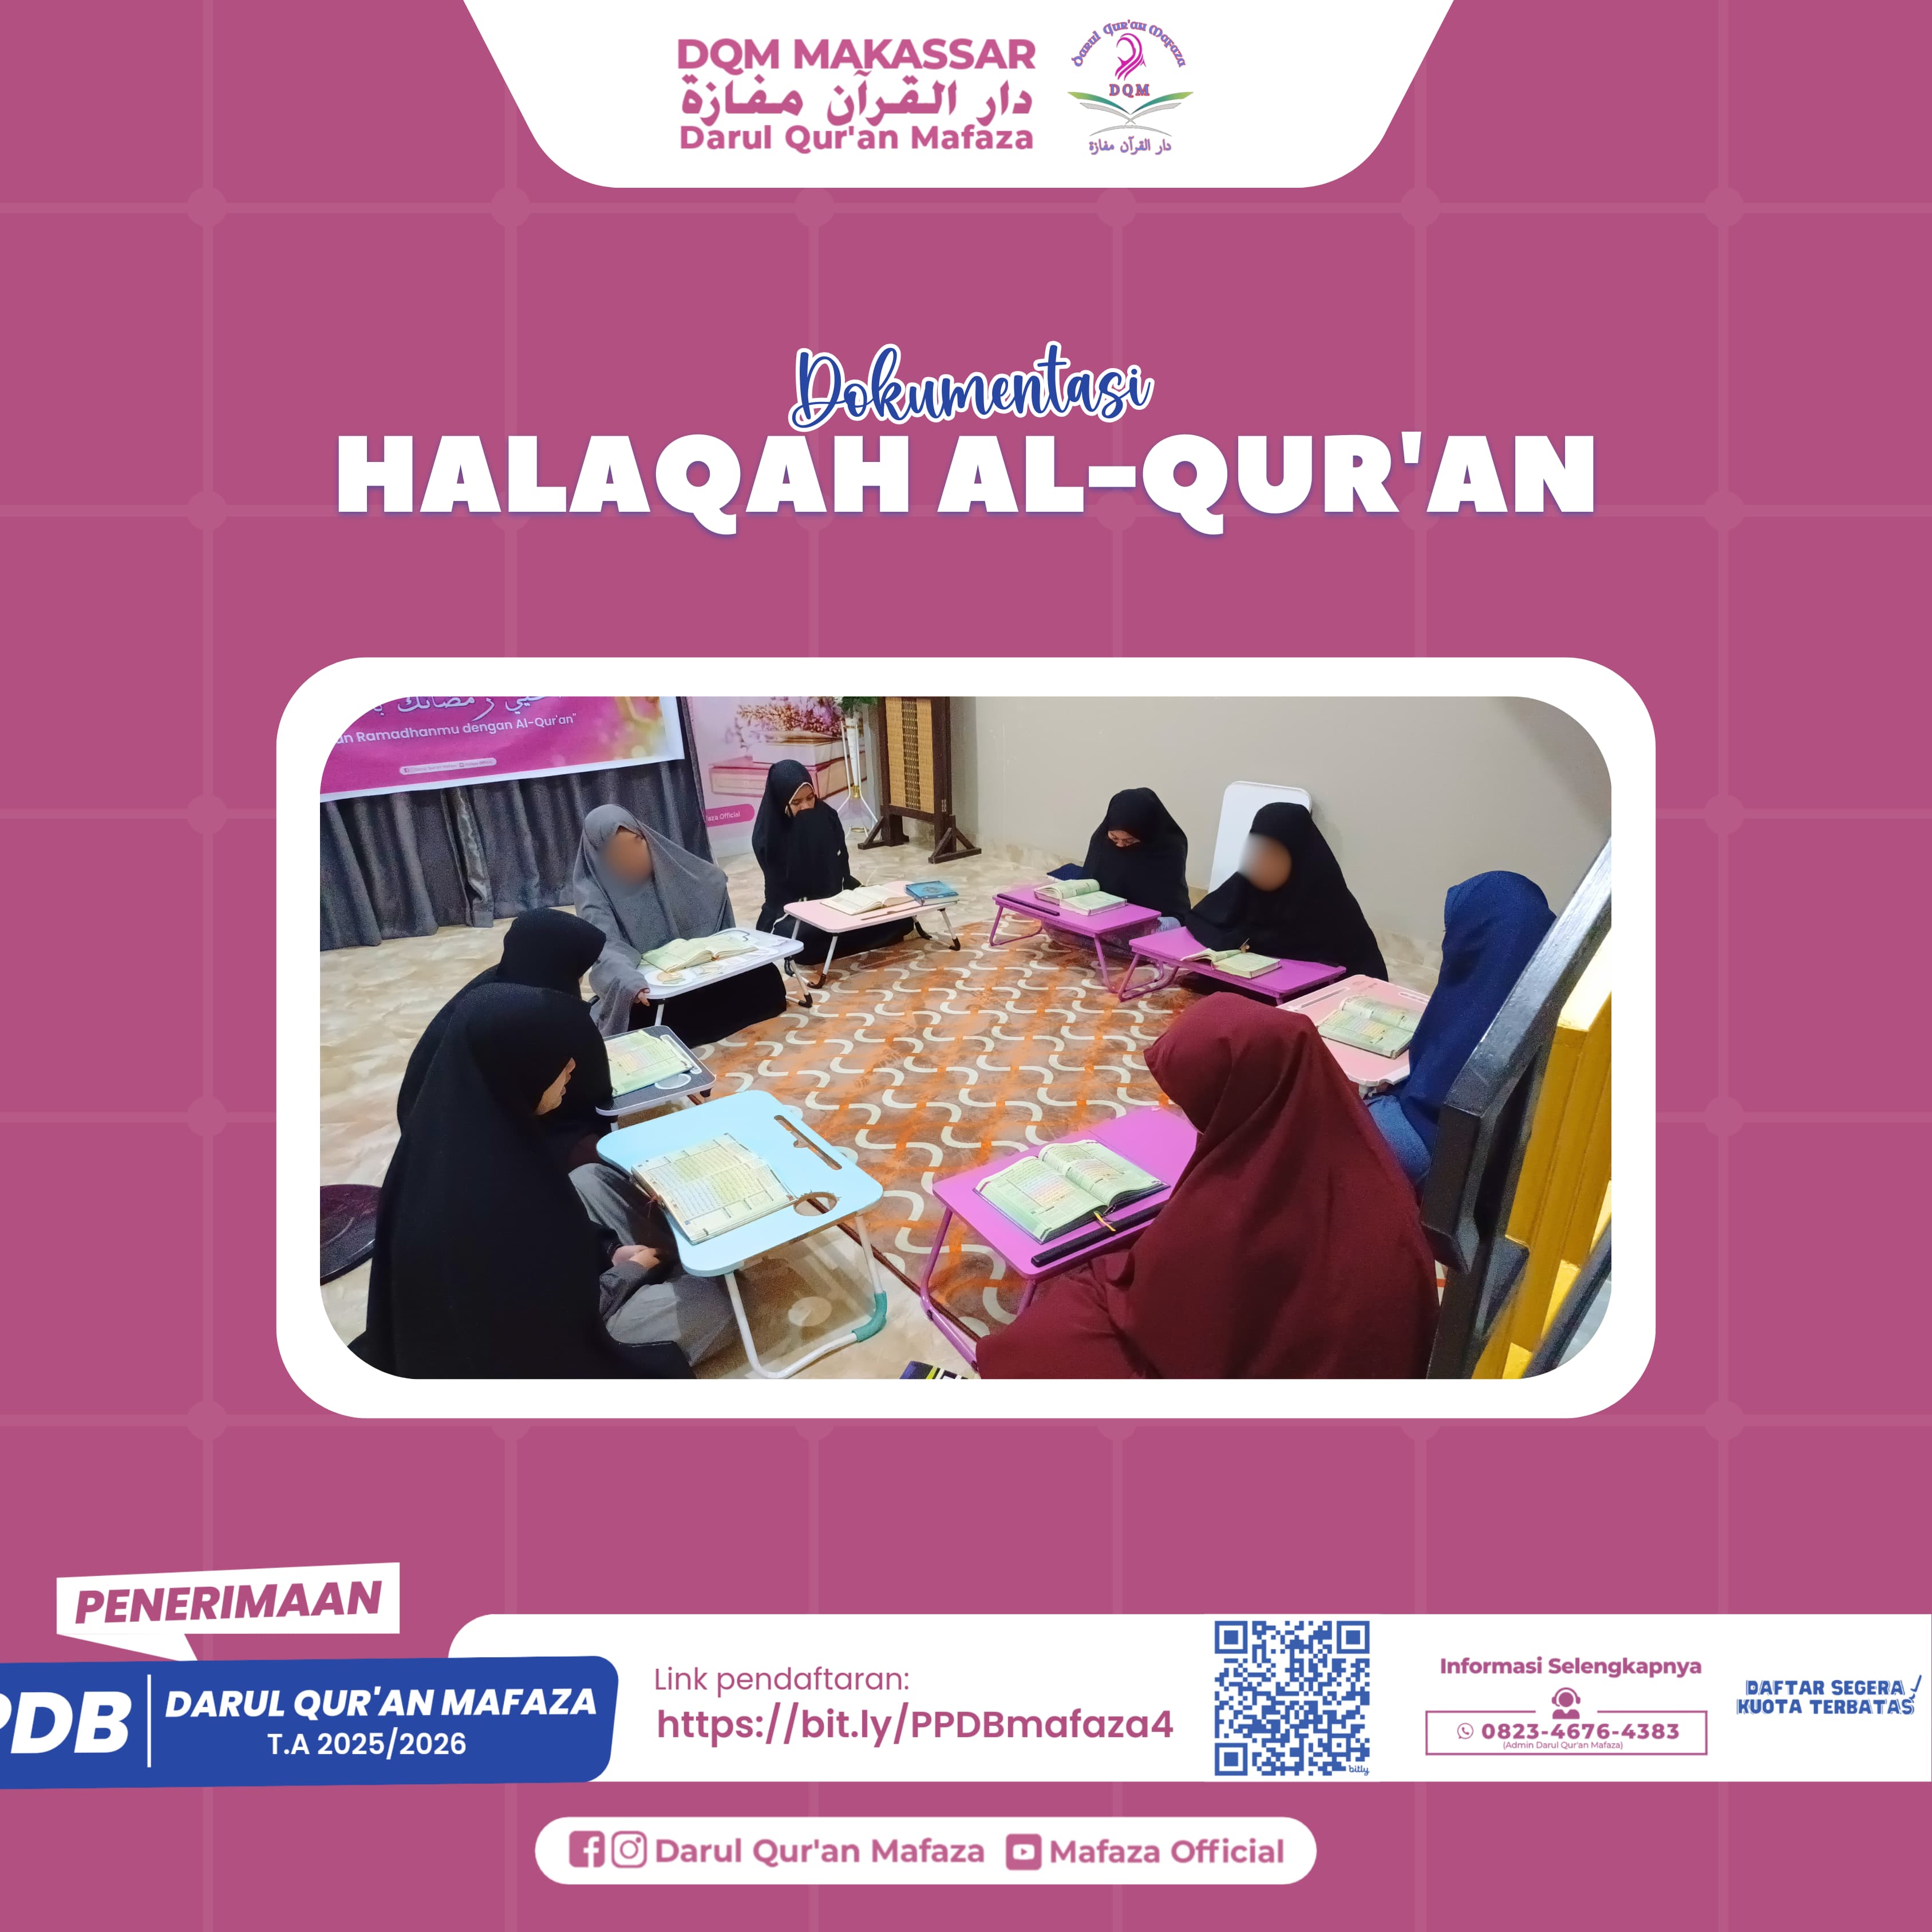 DQM MAKASSAR
دار القرآن مفازة
Darul Qur'an Mafaza
Darul Qur'an Mafaza
DQM
دار القرآن مفازة
Dokumentasi
HALAQAH AL-QUR'AN
رمضانك
Ramadhanmu dengan Al-Qur'an"
Official
PENERIMAAN
PDB
DARUL QUR'AN MAFAZA
T.A 2025/2026
Link pendaftaran:
https://bit.ly/PPDBmafaza4
bitly
Informasi Selengkapnya
0823-4676-4383
(Admin Darul Qur'an Mafaza)
DAFTAR SEGERA
KUOTA TERBATAS
Darul Qur'an Mafaza Mafaza Official